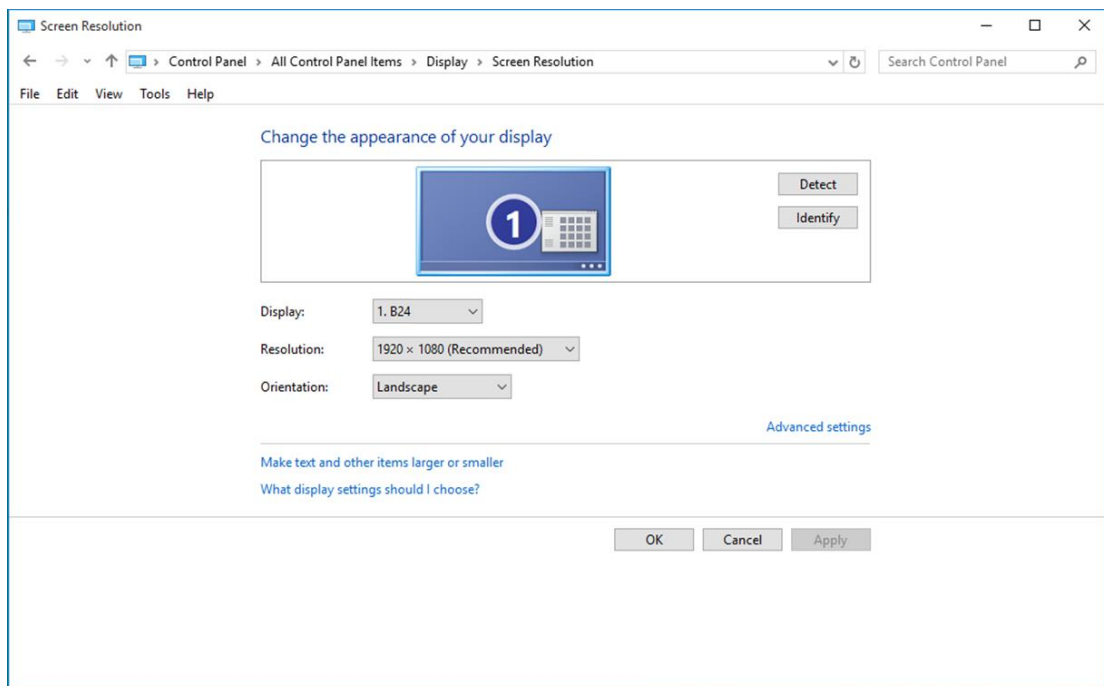 Screen Resolution
Control Panel > All Control Panel Items > Display > Screen Resolution
Search Control Panel
File Edit View Tools Help
Change the appearance of your display
1
Detect
Identify
Display: 1. B24
Resolution: 1920 × 1080 (Recommended)
Orientation: Landscape
Advanced settings
Make text and other items larger or smaller
What display settings should I choose?
OK Cancel Apply